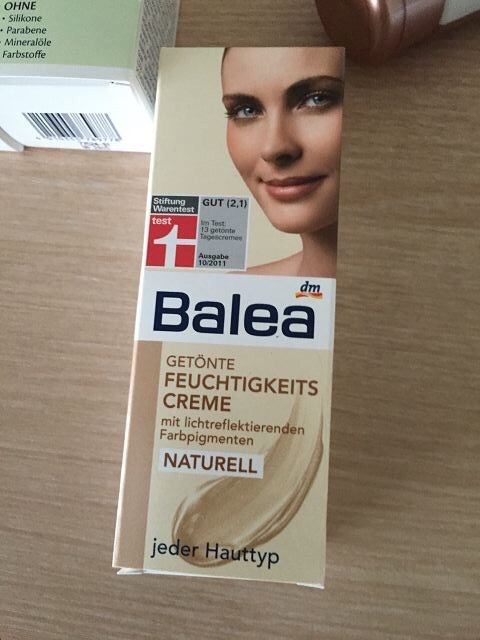 OHNE
• Silikone
• Parabene
• Mineralöle
Farbstoffe
Stiftung
Warentest
GUT (2,1)
test
Im Test:
13 getönte
Tagescremes
Ausgabe
10/2011
dm
Balea
GETÖNTE
FEUCHTIGKEITS
CREME
mit lichtreflektierenden
Farbpigmenten
NATURELL
jeder Hauttyp